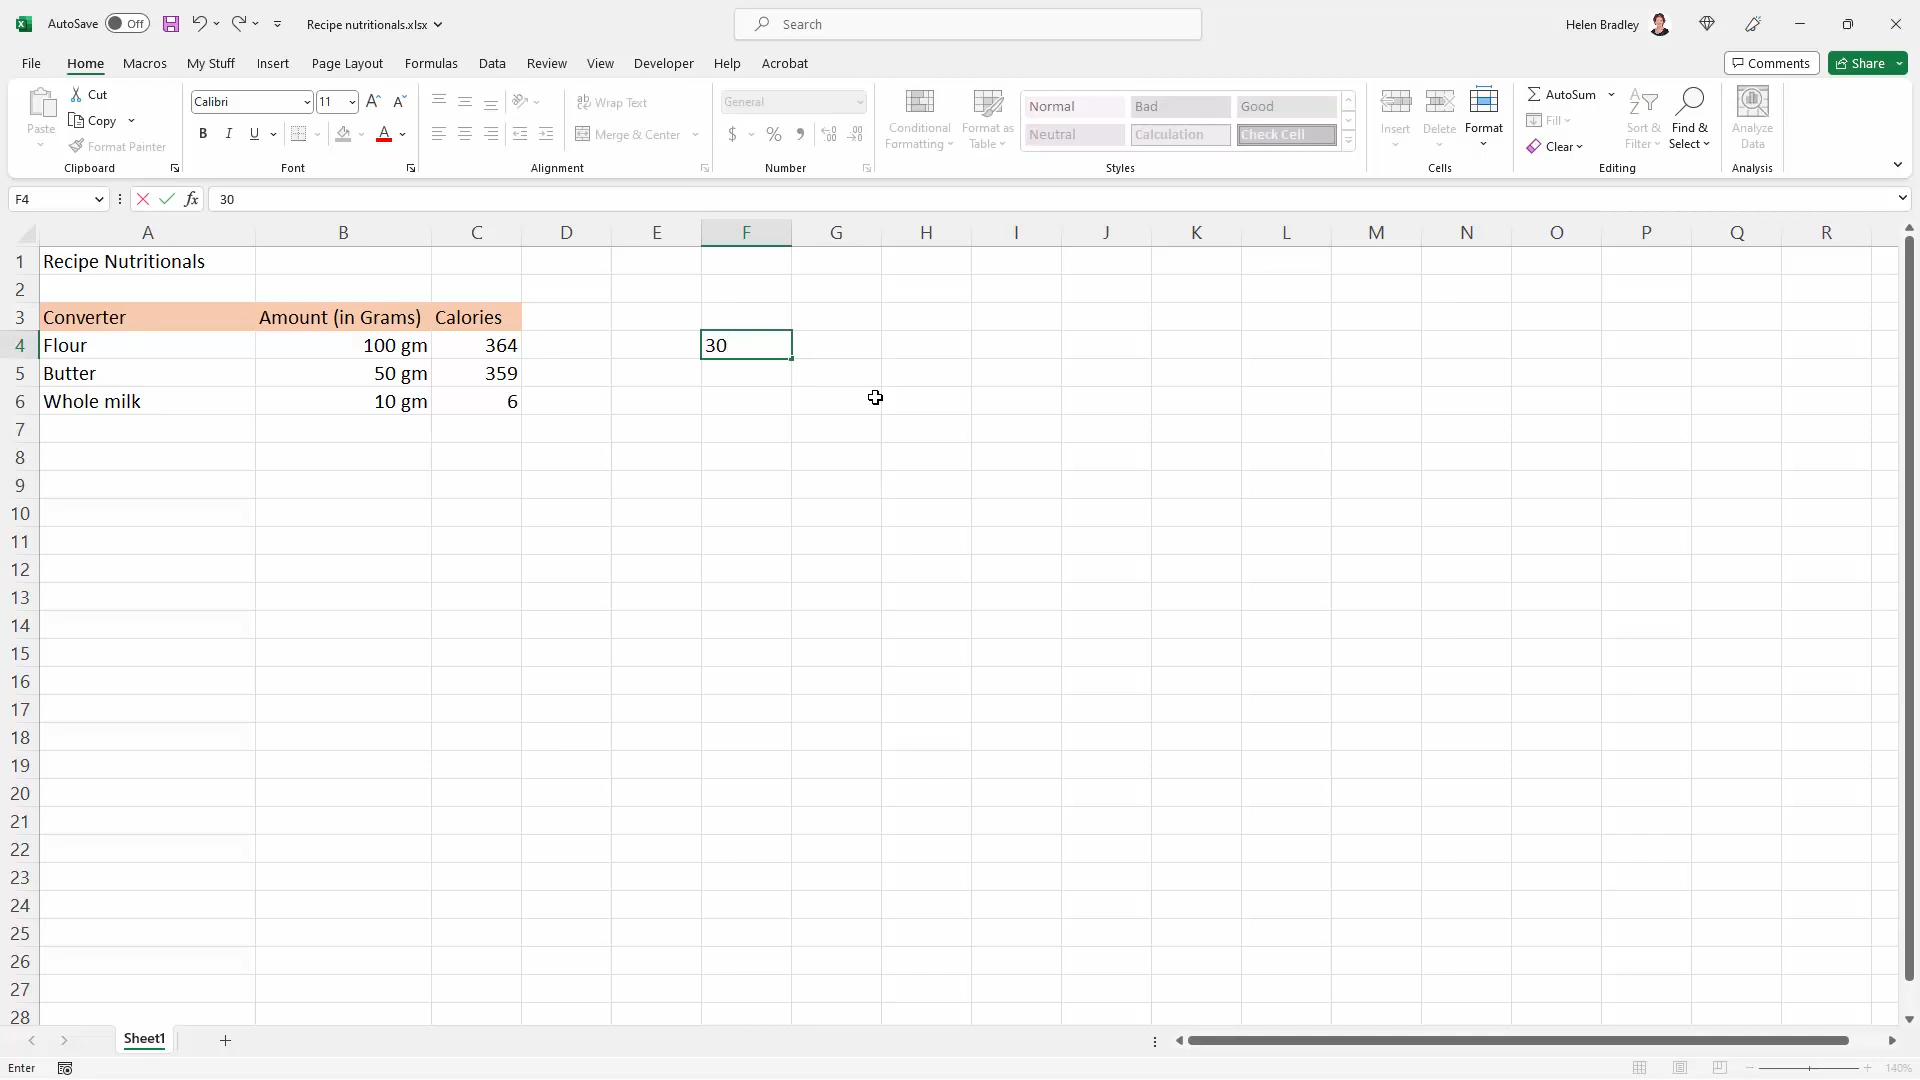 AutoSave Off Recipe nutritionals.xlsx Search Helen Bradley
File Home Macros My Stuff Insert Page Layout Formulas Data Review View Developer Help Acrobat Comments Share
Paste Cut Copy Format Painter Clipboard
Calibri 11 B I U A Font
Wrap Text Merge & Center Alignment
General $ % Number
Conditional Formatting Format as Table Normal Bad Good Neutral Calculation Check Cell Styles
Insert Delete Format Cells
AutoSum Fill Clear Sort & Filter Find & Select Editing
Analyze Data Analysis
F4 fx 30
A B C D E F G H I J K L M N O P Q R
1 Recipe Nutritionals
2
3 Converter Amount (in Grams) Calories
4 Flour 100 gm 364 30
5 Butter 50 gm 359
6 Whole milk 10 gm 6
7
8
9
10
11
12
13
14
15
16
17
18
19
20
21
22
23
24
25
26
27
28
Sheet1
Enter 140%